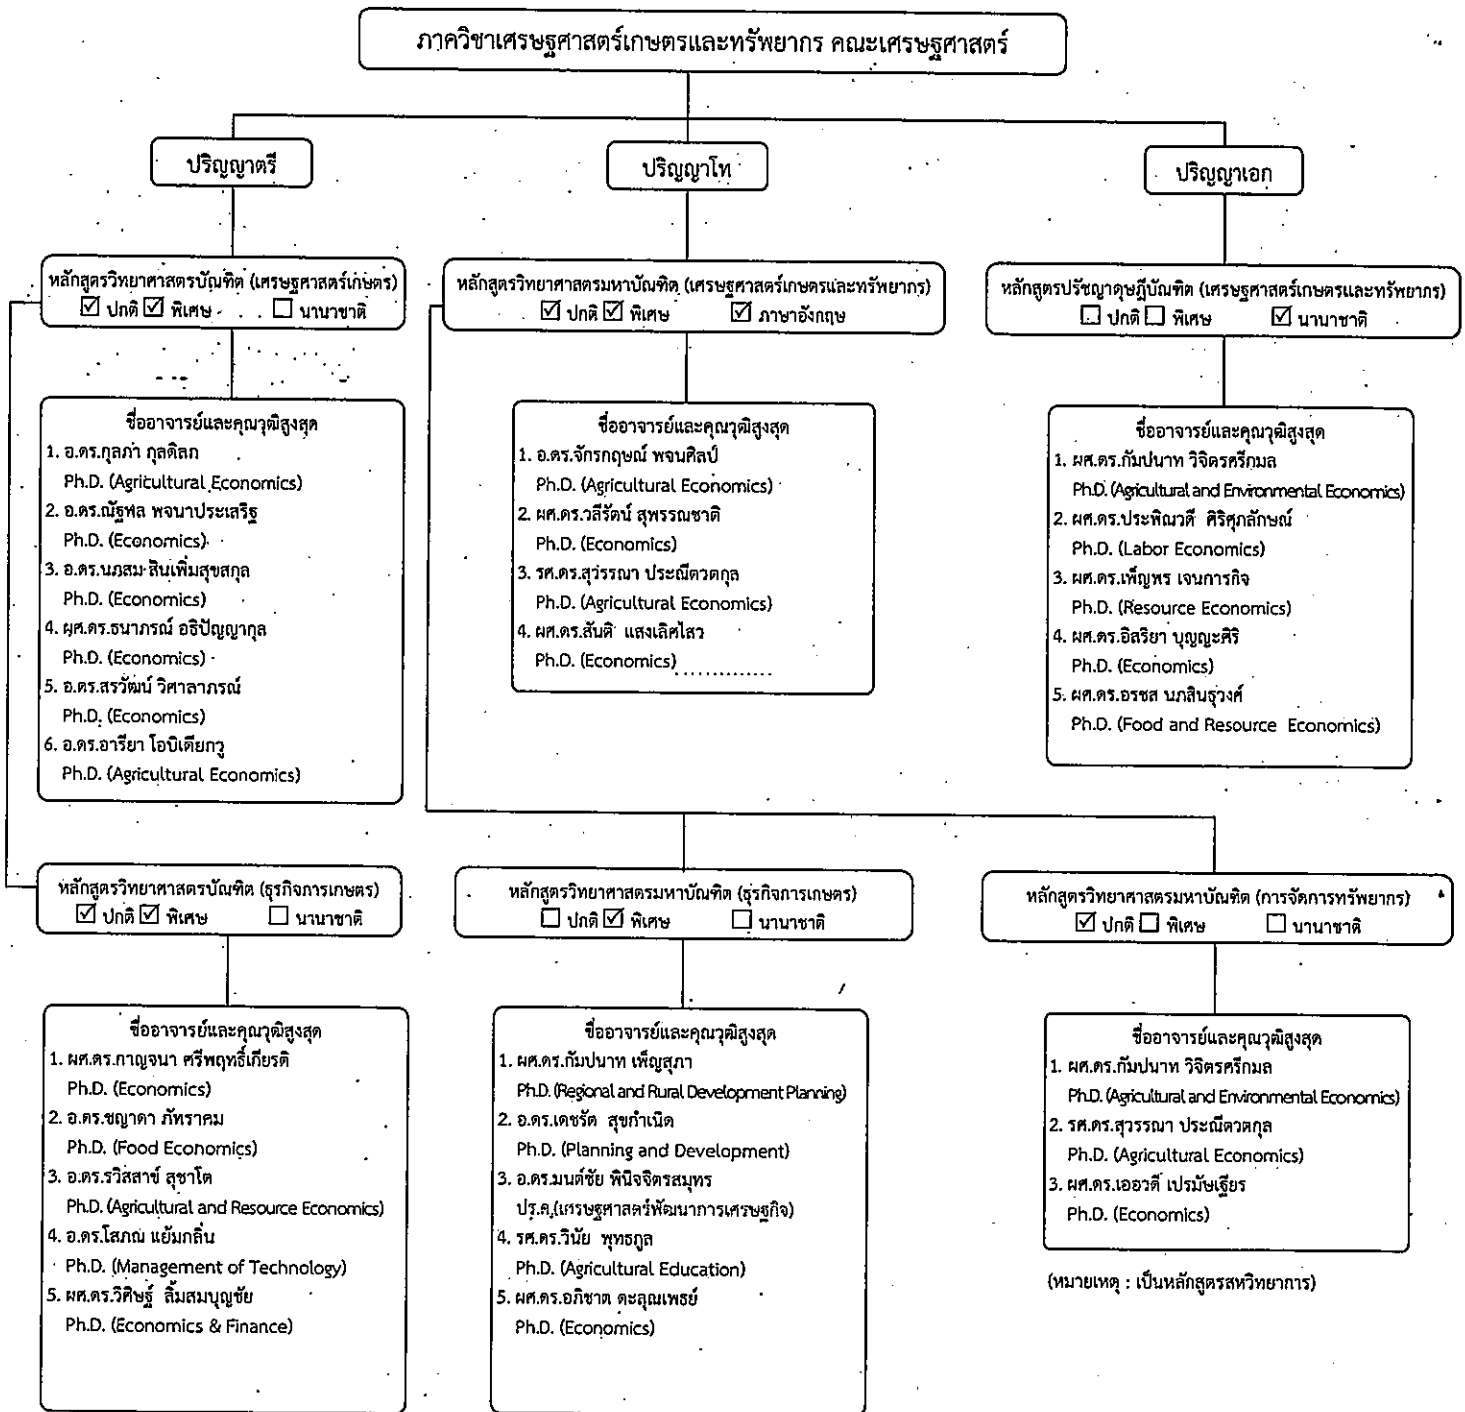 ภาควิชาเศรษฐศาสตร์เกษตรและทรัพยากร คณะเศรษฐศาสตร์
ปริญญาตรี
ปริญญาโท
ปริญญาเอก
หลักสูตรวิทยาศาสตรบัณฑิต (เศรษฐศาสตร์เกษตร)
☑ ปกติ ☑ พิเศษ ☐ นานาชาติ
หลักสูตรวิทยาศาสตรมหาบัณฑิต (เศรษฐศาสตร์เกษตรและทรัพยากร)
☑ ปกติ ☑ พิเศษ ☑ ภาษาอังกฤษ
หลักสูตรปรัชญาดุษฎีบัณฑิต (เศรษฐศาสตร์เกษตรและทรัพยากร)
☐ ปกติ ☐ พิเศษ ☑ นานาชาติ
ชื่ออาจารย์และคุณวุฒิสูงสุด
1. อ.ดร.กุลภา กุลดิลก
Ph.D. (Agricultural Economics)
2. อ.ดร.ณัฐพล พจนาประเสริฐ
Ph.D. (Economics)
3. อ.ดร.นภสม สินเพิ่มสุขสกุล
Ph.D. (Economics)
4. ผศ.ดร.ธนาภรณ์ อธิปัญญากุล
Ph.D. (Economics)
5. อ.ดร.สรวัฒน์ วิศาลาภรณ์
Ph.D. (Economics)
6. อ.ดร.อารียา โอบิเดียกวู
Ph.D. (Agricultural Economics)
ชื่ออาจารย์และคุณวุฒิสูงสุด
1. อ.ดร.จักรกฤษณ์ พจนศิลป์
Ph.D. (Agricultural Economics)
2. ผศ.ดร.วลีรัตน์ สุพรรณชาติ
Ph.D. (Economics)
3. รศ.ดร.สุวรรณา ประณีตวตกุล
Ph.D. (Agricultural Economics)
4. ผศ.ดร.สันติ แสงเลิศไสว
Ph.D. (Economics)
ชื่ออาจารย์และคุณวุฒิสูงสุด
1. ผศ.ดร.กัมปนาท วิจิตรศรีกมล
Ph.D. (Agricultural and Environmental Economics)
2. ผศ.ดร.ประพิณวดี ศิริศุภลักษณ์
Ph.D. (Labor Economics)
3. ผศ.ดร.เพ็ญพร เจนการกิจ
Ph.D. (Resource Economics)
4. ผศ.ดร.อิสริยา บุญญะศิริ
Ph.D. (Economics)
5. ผศ.ดร.อรชส นภสินธุวงศ์
Ph.D. (Food and Resource Economics)
หลักสูตรวิทยาศาสตรบัณฑิต (ธุรกิจการเกษตร)
☑ ปกติ ☑ พิเศษ ☐ นานาชาติ
หลักสูตรวิทยาศาสตรมหาบัณฑิต (ธุรกิจการเกษตร)
☐ ปกติ ☑ พิเศษ ☐ นานาชาติ
หลักสูตรวิทยาศาสตรมหาบัณฑิต (การจัดการทรัพยากร)
☑ ปกติ ☐ พิเศษ ☐ นานาชาติ
ชื่ออาจารย์และคุณวุฒิสูงสุด
1. ผศ.ดร.กาญจนา ศรีพฤทธิ์เกียรติ
Ph.D. (Economics)
2. อ.ดร.ชญาดา ภัทราคม
Ph.D. (Food Economics)
3. อ.ดร.รวิสสาข์ สุชาโต
Ph.D. (Agricultural and Resource Economics)
4. อ.ดร.โสภณ แย้มกลิ่น
Ph.D. (Management of Technology)
5. ผศ.ดร.วิศิษฐ์ ลิ้มสมบุญชัย
Ph.D. (Economics & Finance)
ชื่ออาจารย์และคุณวุฒิสูงสุด
1. ผศ.ดร.กัมปนาท เพ็ญสุภา
Ph.D. (Regional and Rural Development Planning)
2. อ.ดร.เดชรัต สุขกำเนิด
Ph.D. (Planning and Development)
3. อ.ดร.มนต์ชัย พินิจจิตรสมุทร
ปร.ด.(เศรษฐศาสตร์พัฒนาการเศรษฐกิจ)
4. รศ.ดร.วินัย พุทธกูล
Ph.D. (Agricultural Education)
5. ผศ.ดร.อภิชาต ดะลุณเพธย์
Ph.D. (Economics)
ชื่ออาจารย์และคุณวุฒิสูงสุด
1. ผศ.ดร.กัมปนาท วิจิตรศรีกมล
Ph.D. (Agricultural and Environmental Economics)
2. รศ.ดร.สุวรรณา ประณีตวตกุล
Ph.D. (Agricultural Economics)
3. ผศ.ดร.เออวดี เปรมัษเฐียร
Ph.D. (Economics)
(หมายเหตุ : เป็นหลักสูตรสหวิทยาการ)